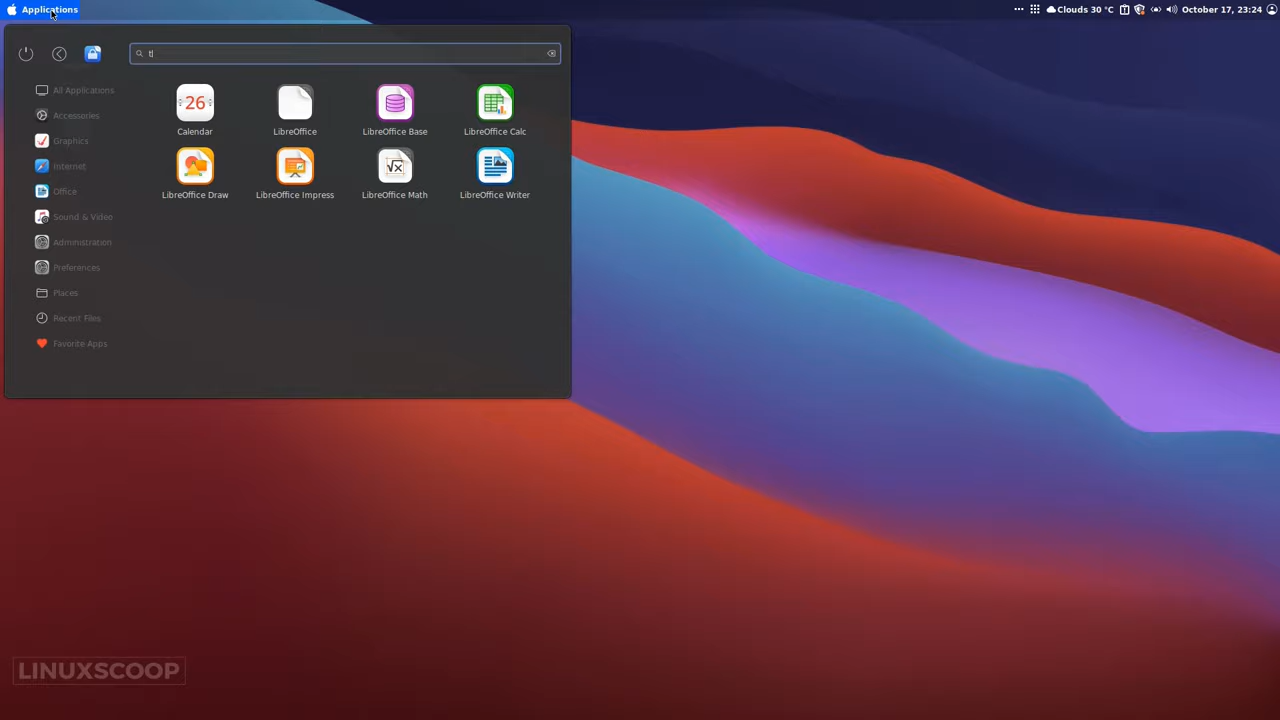 Applications
Clouds 30 °C
October 17, 23:24
t
All Applications
Accessories
Graphics
Internet
Office
Sound & Video
Administration
Preferences
Places
Recent Files
Favorite Apps
26
Calendar
LibreOffice
LibreOffice Base
LibreOffice Calc
LibreOffice Draw
LibreOffice Impress
LibreOffice Math
LibreOffice Writer
LINUXSCOOP